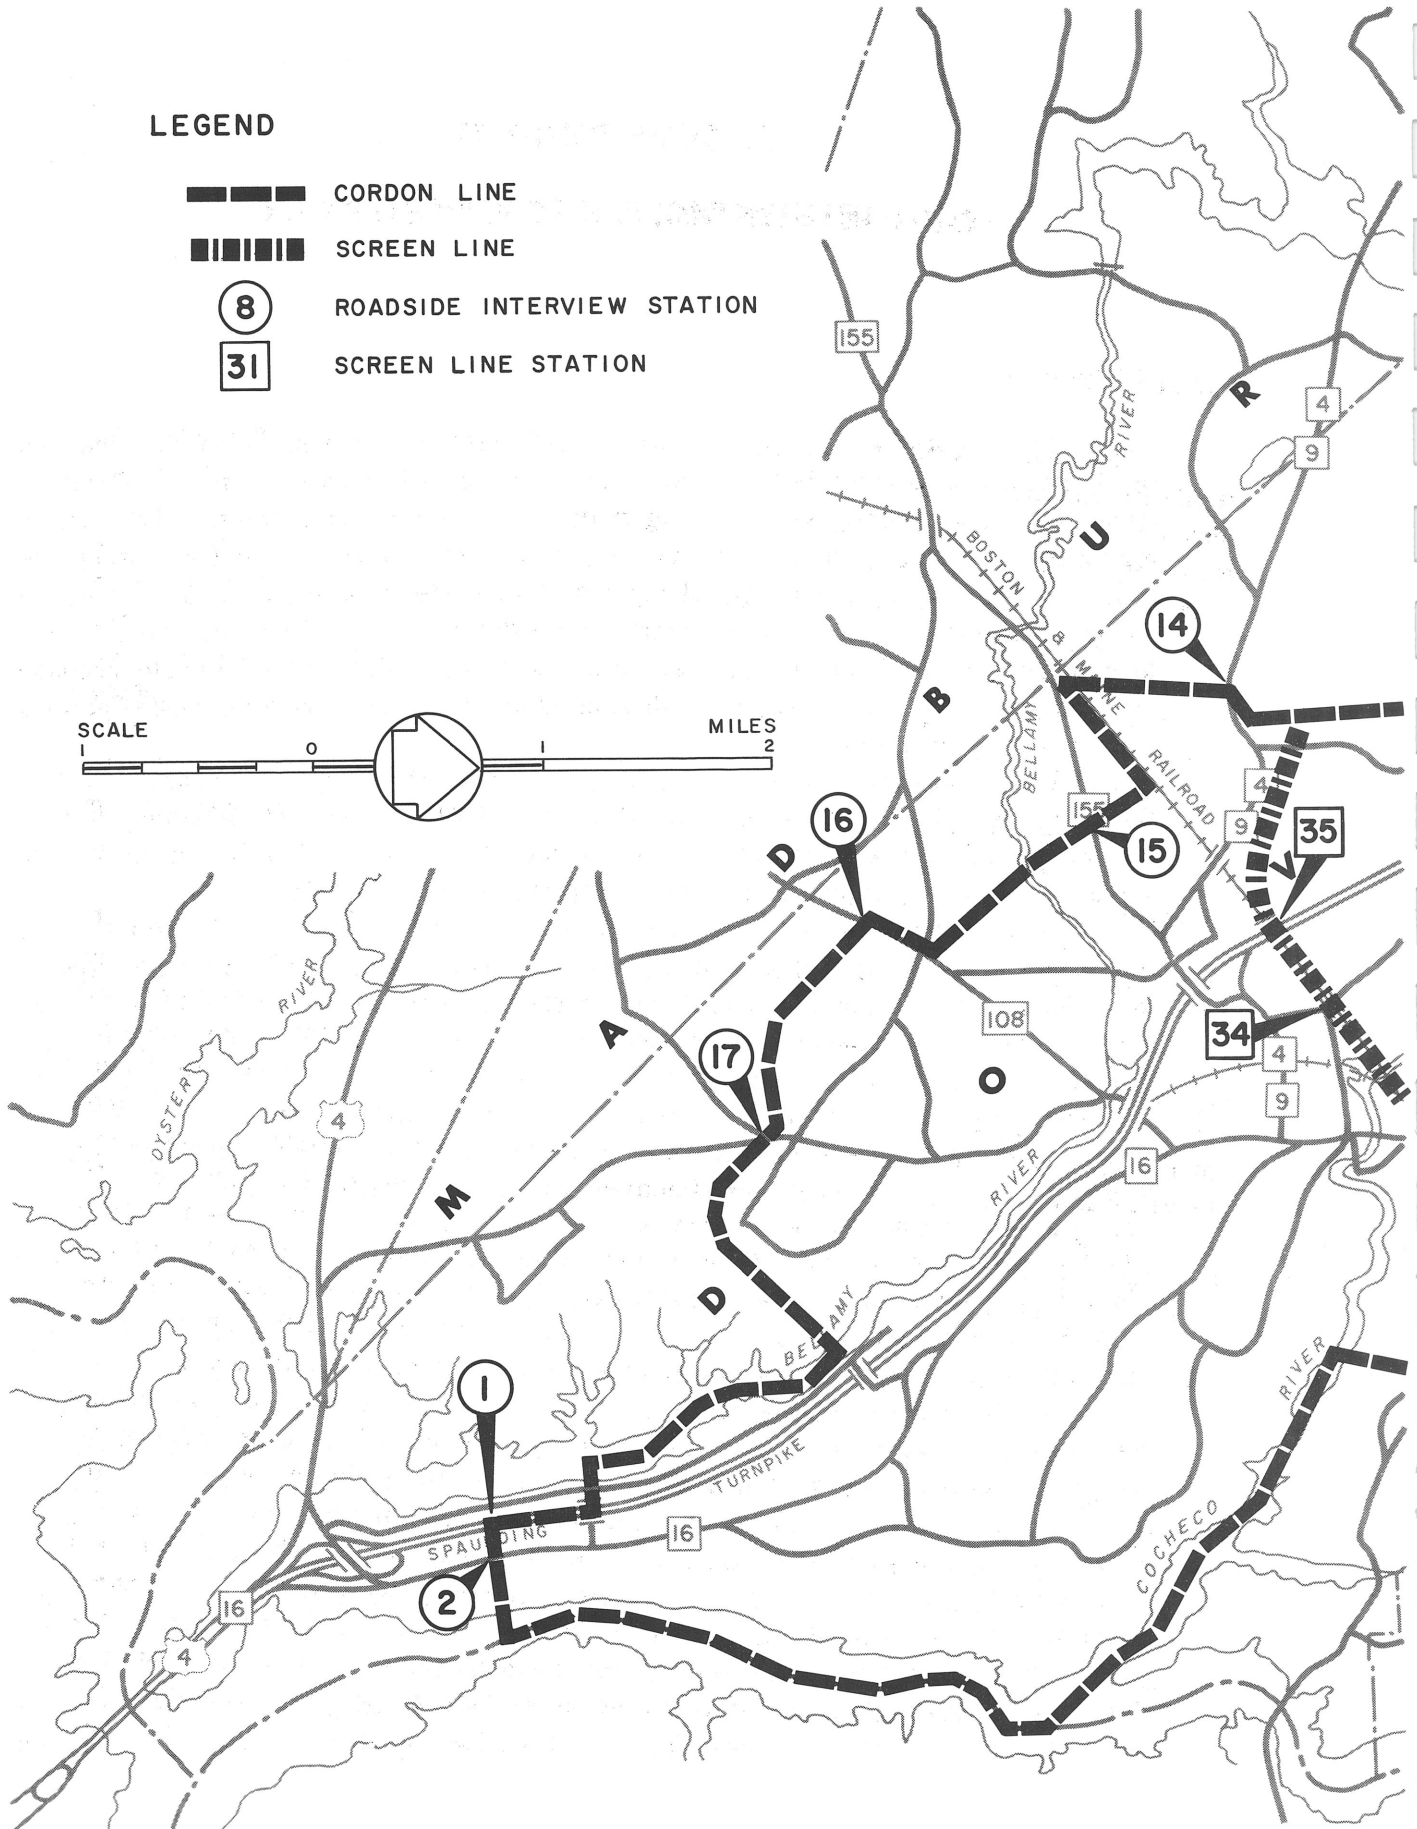 LEGEND
CORDON LINE
SCREEN LINE
8 ROADSIDE INTERVIEW STATION
31 SCREEN LINE STATION
155
R
4
9
RIVER
U
BOSTON & MAINE RAILROAD
14
B
BELLAMY
SCALE
MILES
1 0 1 2
4
155
9
35
16
15
D
V
RIVER
A
108
34
17
4
O
4
9
OYSTER
16
RIVER
M
D
BELLAMY
RIVER
1
TURNPIKE
SPAULDING
16
COCHECO
2
16
4